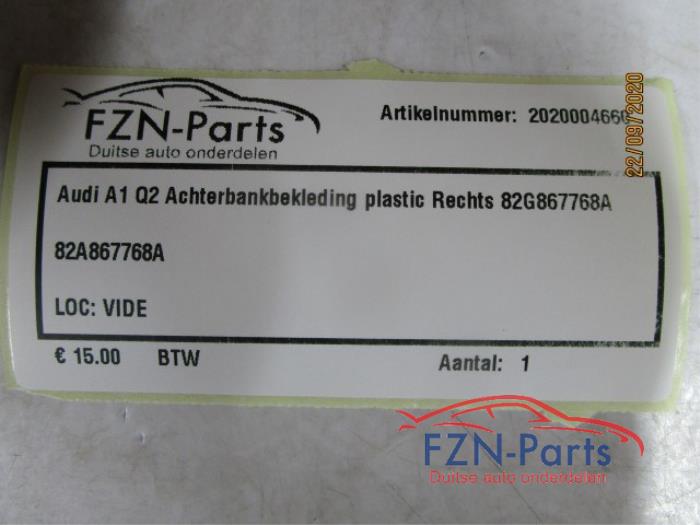 FZN-Parts
Duitse auto onderdelen
Artikelnummer: 2020004660
Audi A1 Q2 Achterbankbekleding plastic Rechts 82G867768A
82A867768A
LOC: VIDE
€ 15.00 BTW
Aantal: 1
22/09/2020
FZN-Parts
Duitse auto onderdelen